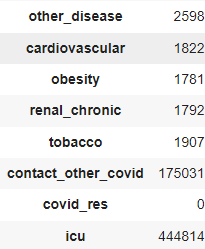 other_disease 2598
cardiovascular 1822
obesity 1781
renal_chronic 1792
tobacco 1907
contact_other_covid 175031
covid_res 0
icu 444814